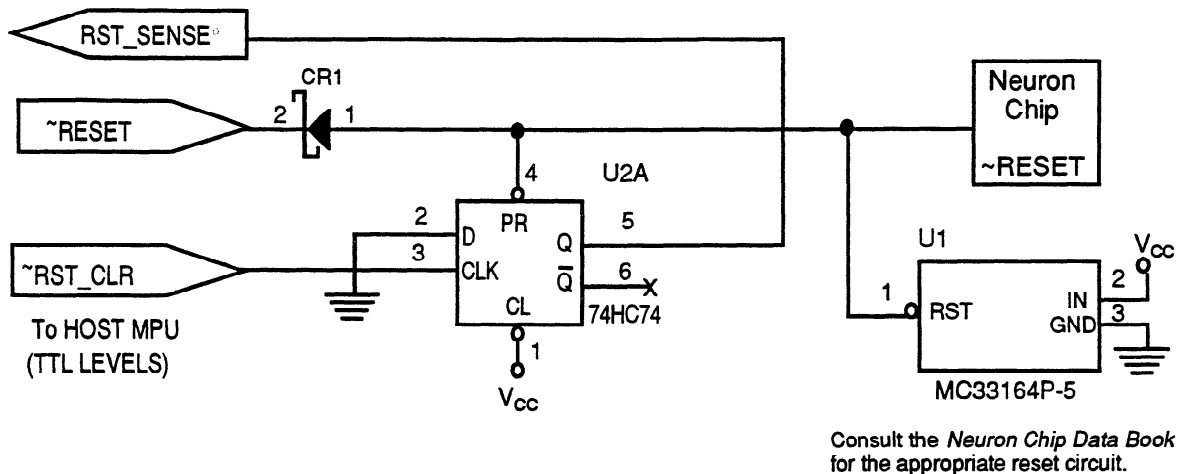 RST_SENSE
CR1
~RESET
2
1
Neuron
Chip
~RESET
4
U2A
PR
2
D
Q
5
3
CLK
Q̅
6
~RST_CLR
CL
74HC74
To HOST MPU
(TTL LEVELS)
1
VCC
U1
VCC
1
RST
IN
2
GND
3
MC33164P-5
Consult the Neuron Chip Data Book
for the appropriate reset circuit.